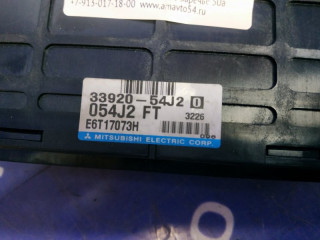 +7-913-017-18-00 www.amavto54.ru
33920-54J2 0
054J2 FT 3226
E6T17073H
MITSUBISHI ELECTRIC CORP.